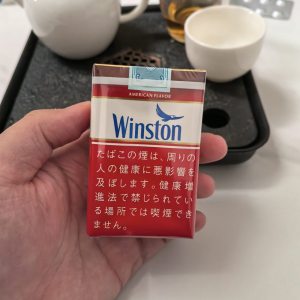 AMERICAN FLAVOR
Winston
たばこの煙は、周りの
人の健康に悪影響を
及ぼします。健康増
進法で禁じられてい
る場所では喫煙でき
ません。